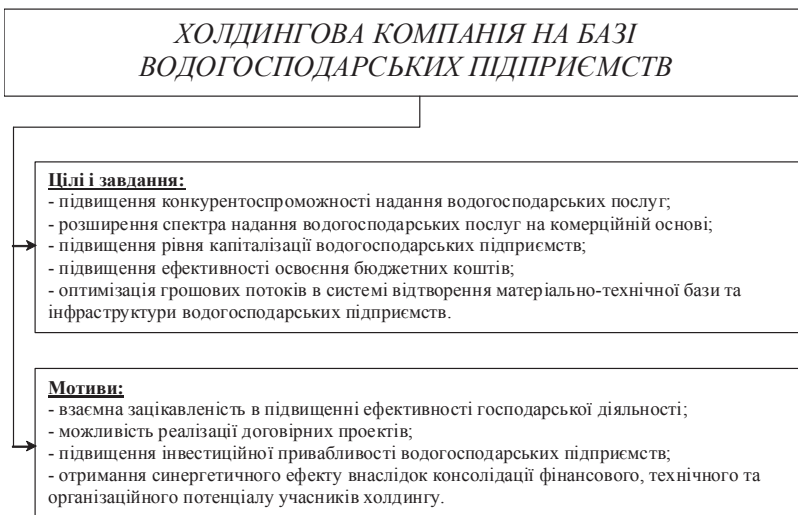 ХОЛДИНГОВА КОМПАНІЯ НА БАЗІ
ВОДОГОСПОДАРСЬКИХ ПІДПРИЄМСТВ
Цілі і завдання:
- підвищення конкурентоспроможності надання водогосподарських послуг;
- розширення спектра надання водогосподарських послуг на комерційній основі;
- підвищення рівня капіталізації водогосподарських підприємств;
- підвищення ефективності освоєння бюджетних коштів;
- оптимізація грошових потоків в системі відтворення матеріально-технічної бази та
інфраструктури водогосподарських підприємств.
Мотиви:
- взаємна зацікавленість в підвищенні ефективності господарської діяльності;
- можливість реалізації договірних проектів;
- підвищення інвестиційної привабливості водогосподарських підприємств;
- отримання синергетичного ефекту внаслідок консолідації фінансового, технічного та
організаційного потенціалу учасників холдингу.